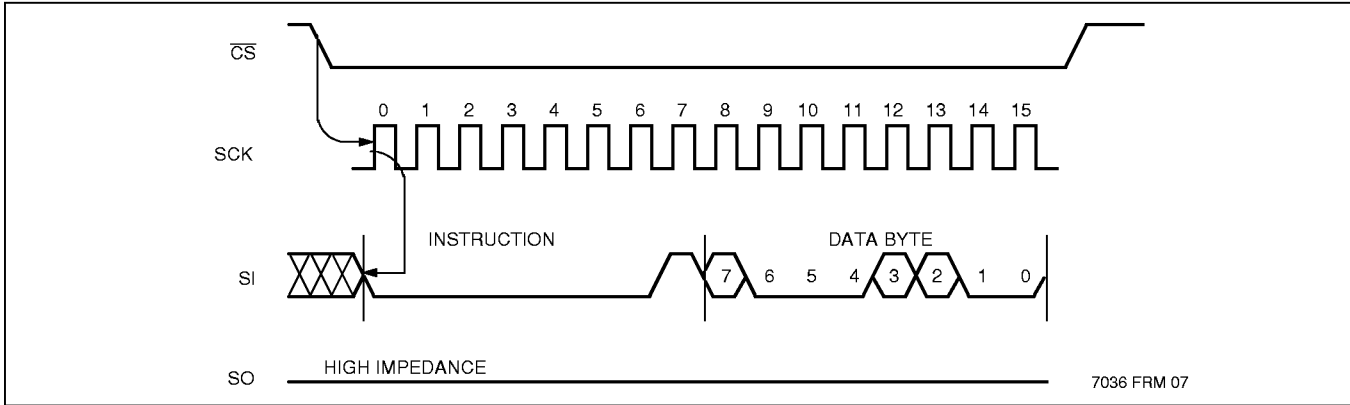 CS
0 1 2 3 4 5 6 7 8 9 10 11 12 13 14 15
SCK
INSTRUCTION DATA BYTE
SI 7 6 5 4 3 2 1 0
HIGH IMPEDANCE
SO
7036 FRM 07